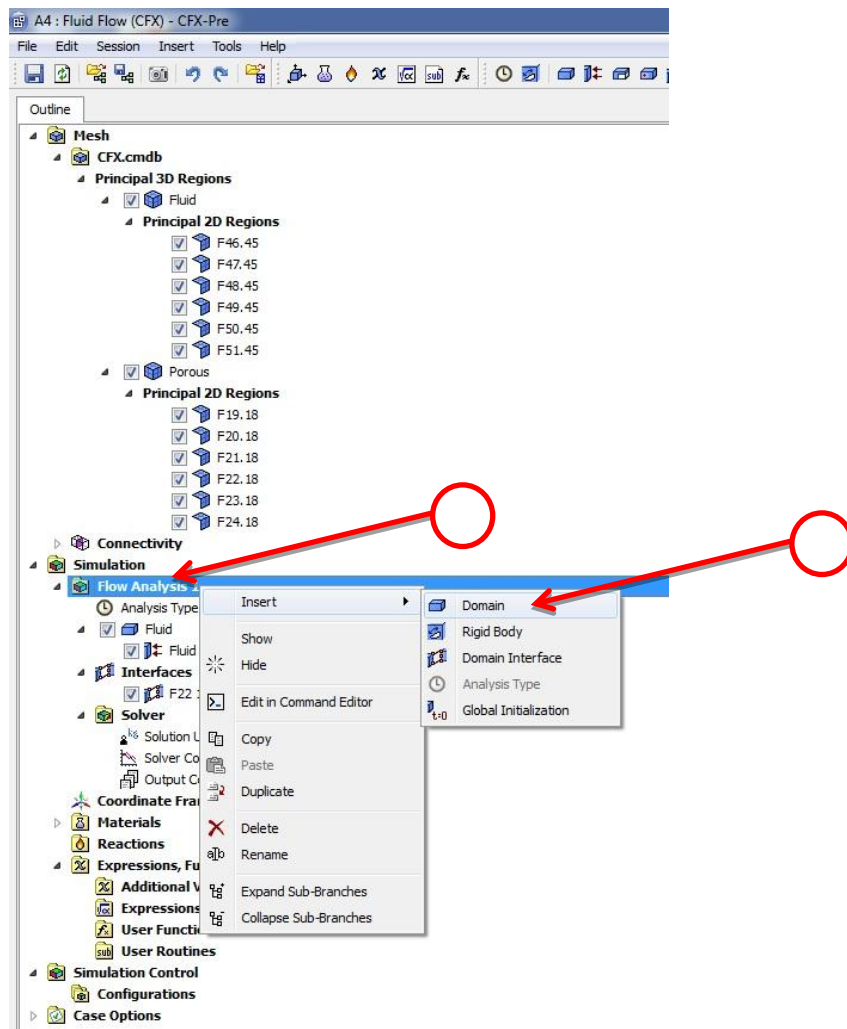 A4 : Fluid Flow (CFX) - CFX-Pre
File Edit Session Insert Tools Help
Outline
Mesh
CFX.cmdb
Principal 3D Regions
Fluid
Principal 2D Regions
F46.45
F47.45
F48.45
F49.45
F50.45
F51.45
Porous
Principal 2D Regions
F19.18
F20.18
F21.18
F22.18
F23.18
F24.18
Connectivity
Simulation
Flow Analysis
Analysis Type
Fluid
Fluid
Interfaces
F22
Solver
Solution
Solver
Output
Coordinate
Materials
Reactions
Expressions,
Additional
Expressions
User
User Routines
Simulation Control
Configurations
Case Options
Insert
Show
Hide
Edit in Command Editor
Copy
Paste
Duplicate
Delete
Rename
Expand Sub-Branches
Collapse Sub-Branches
Domain
Rigid Body
Domain Interface
Analysis Type
t=0 Global Initialization